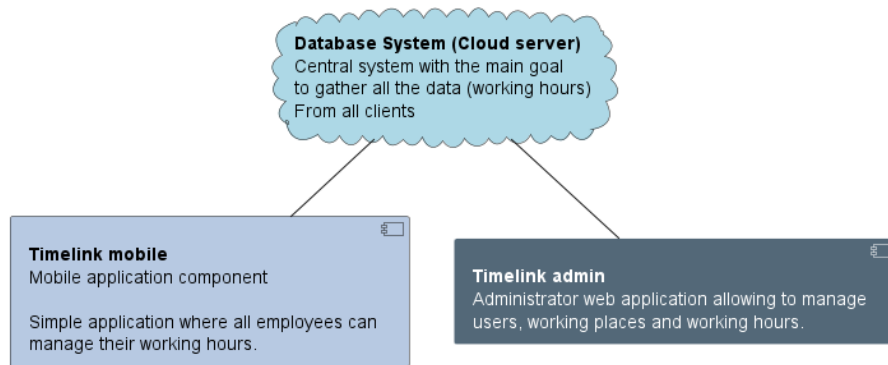 Database System (Cloud server)
Central system with the main goal
to gather all the data (working hours)
From all clients
Timelink mobile
Mobile application component
Simple application where all employees can
manage their working hours.
Timelink admin
Administrator web application allowing to manage
users, working places and working hours.